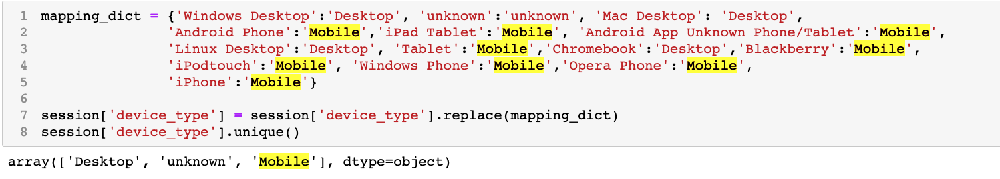 1 mapping_dict = {'Windows Desktop':'Desktop', 'unknown':'unknown', 'Mac Desktop': 'Desktop',
2 'Android Phone':'Mobile','iPad Tablet':'Mobile', 'Android App Unknown Phone/Tablet':'Mobile',
3 'Linux Desktop':'Desktop', 'Tablet':'Mobile','Chromebook':'Desktop','Blackberry':'Mobile',
4 'iPodtouch':'Mobile', 'Windows Phone':'Mobile','Opera Phone':'Mobile',
5 'iPhone':'Mobile'}
6
7 session['device_type'] = session['device_type'].replace(mapping_dict)
8 session['device_type'].unique()
array(['Desktop', 'unknown', 'Mobile'], dtype=object)